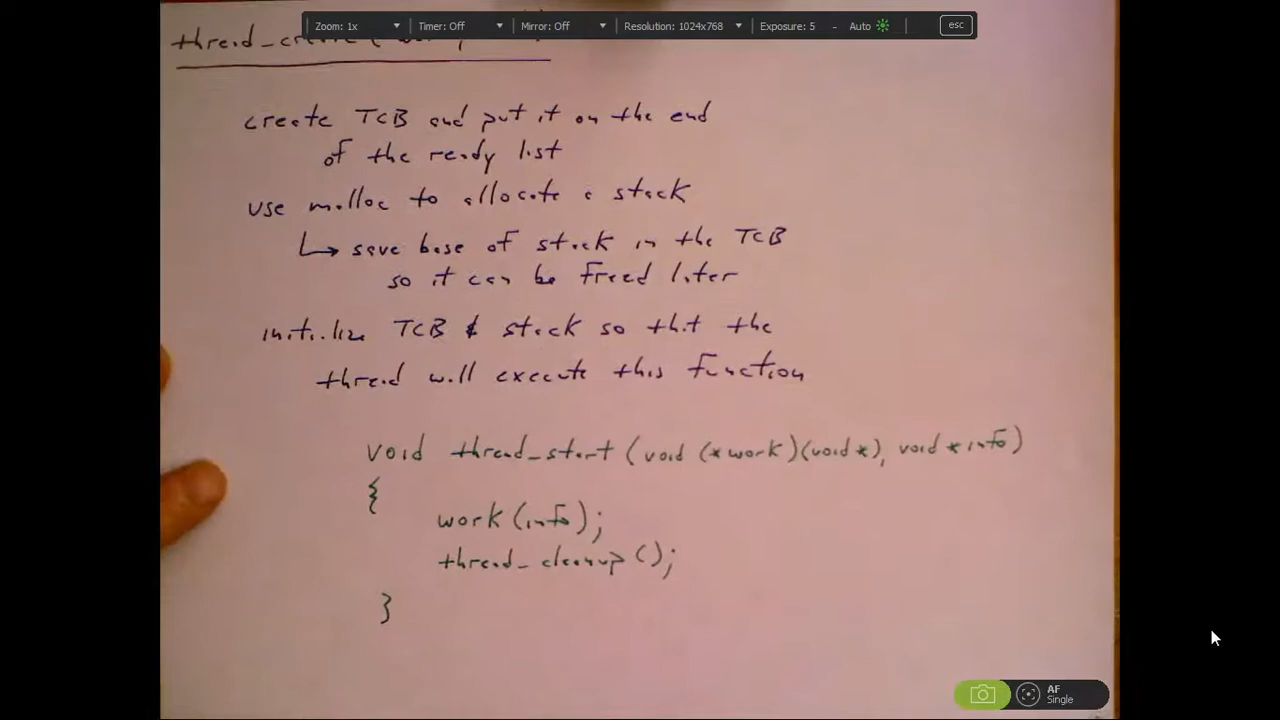 Zoom: 1x Timer: Off Mirror: Off Resolution: 1024x768 Exposure: 5 - Auto esc
create TCB and put it on the end
of the ready list
use malloc to allocate a stack
↳ save base of stack in the TCB
so it can be freed later
initialize TCB & stack so that the
thread will execute this function
void thread_start (void (*work)(void*), void *info)
{
work (info);
thread_cleanup ();
}
AF
Single